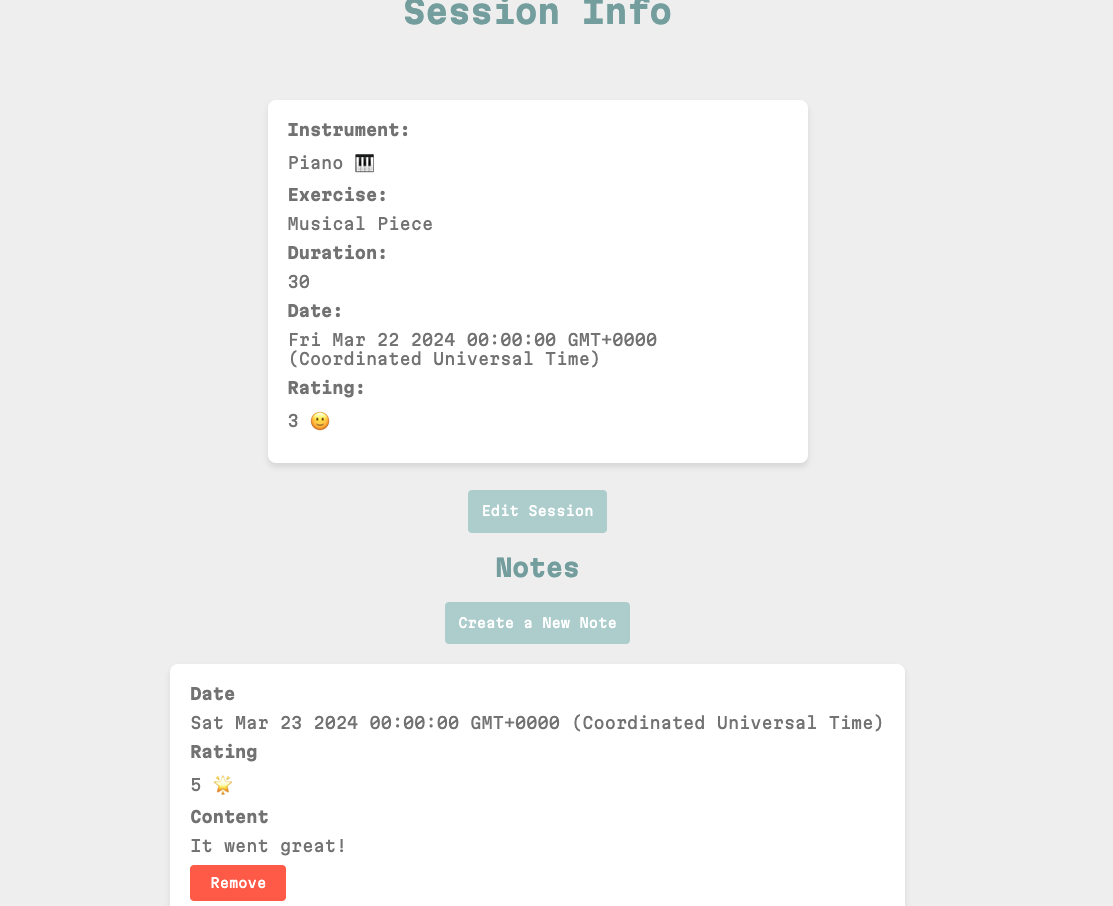 Session Info
Instrument:
Piano 🎹
Exercise:
Musical Piece
Duration:
30
Date:
Fri Mar 22 2024 00:00:00 GMT+0000
(Coordinated Universal Time)
Rating:
3 🙂
Edit Session
Notes
Create a New Note
Date
Sat Mar 23 2024 00:00:00 GMT+0000 (Coordinated Universal Time)
Rating
5 🌟
Content
It went great!
Remove